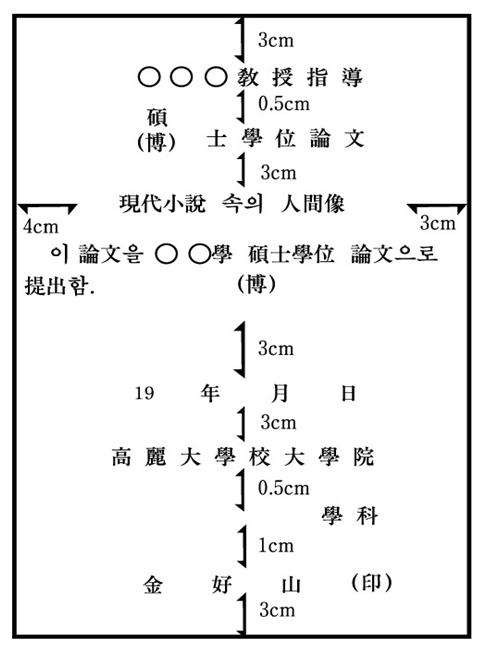 3cm
○ ○ ○ 敎 授 指 導
0.5cm
碩
(博) 士 學 位 論 文
3cm
現代小說 속의 人間像
4cm 3cm
이 論文을 ○ ○學 碩士學位 論文으로
提出함. (博)
3cm
19 年 月 日
3cm
高 麗 大 學 校 大 學 院
0.5cm
學 科
1cm
金 好 山 (印)
3cm